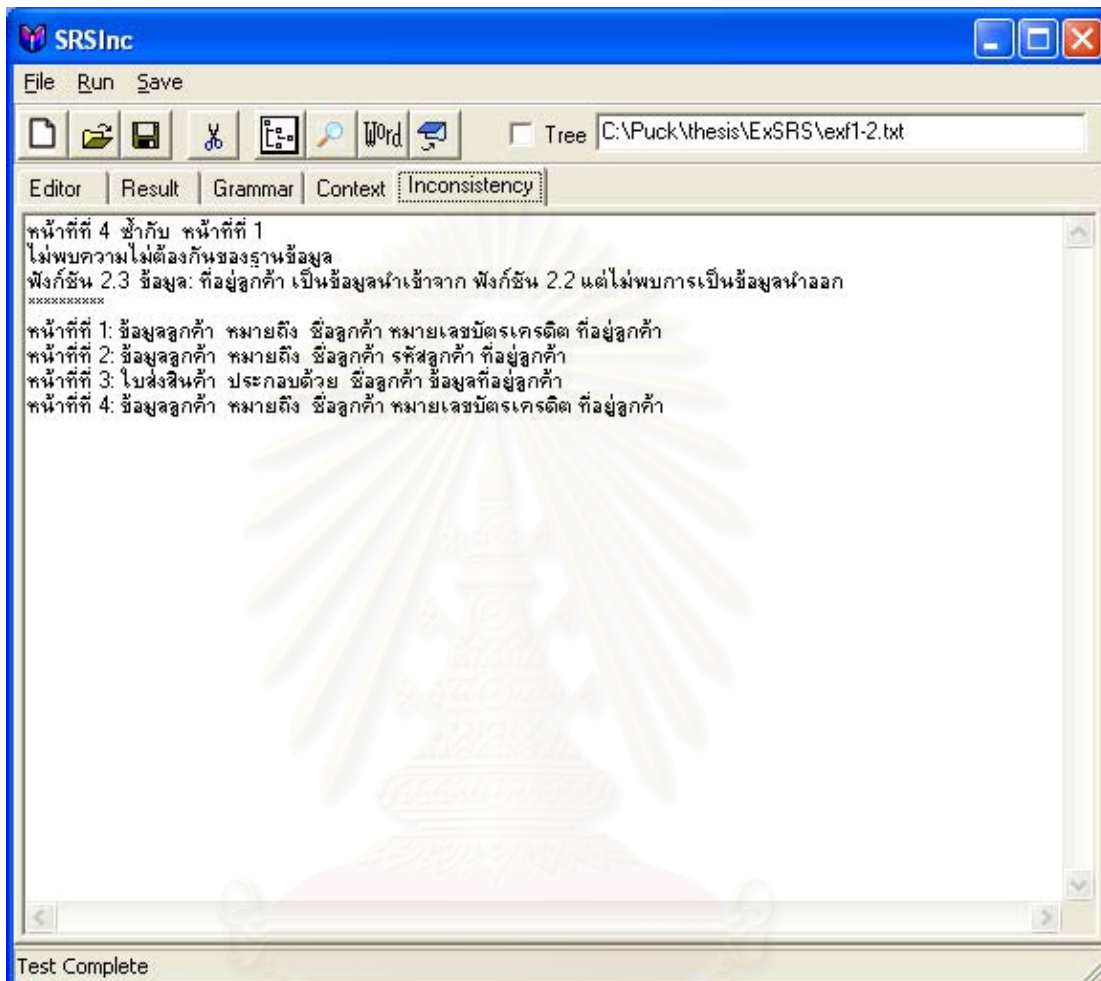 SRSInc
File Run Save
Word Tree C:\Puck\thesis\ExSRS\exf1-2.txt
Editor Result Grammar Context Inconsistency
หน้าที่ที่ 4 ซ้ำกับ หน้าที่ที่ 1
ไม่พบความไม่ต้องกันของฐานข้อมูล
ฟังก์ชัน 2.3 ข้อมูล: ที่อยู่ลูกค้า เป็นข้อมูลนำเข้าจาก ฟังก์ชัน 2.2 แต่ไม่พบการเป็นข้อมูลนำออก
**********
หน้าที่ที่ 1: ข้อมูลลูกค้า หมายถึง ชื่อลูกค้า หมายเลขบัตรเครดิต ที่อยู่ลูกค้า
หน้าที่ที่ 2: ข้อมูลลูกค้า หมายถึง ชื่อลูกค้า รหัสลูกค้า ที่อยู่ลูกค้า
หน้าที่ที่ 3: ใบส่งสินค้า ประกอบด้วย ชื่อลูกค้า ข้อมูลที่อยู่ลูกค้า
หน้าที่ที่ 4: ข้อมูลลูกค้า หมายถึง ชื่อลูกค้า หมายเลขบัตรเครดิต ที่อยู่ลูกค้า
Test Complete